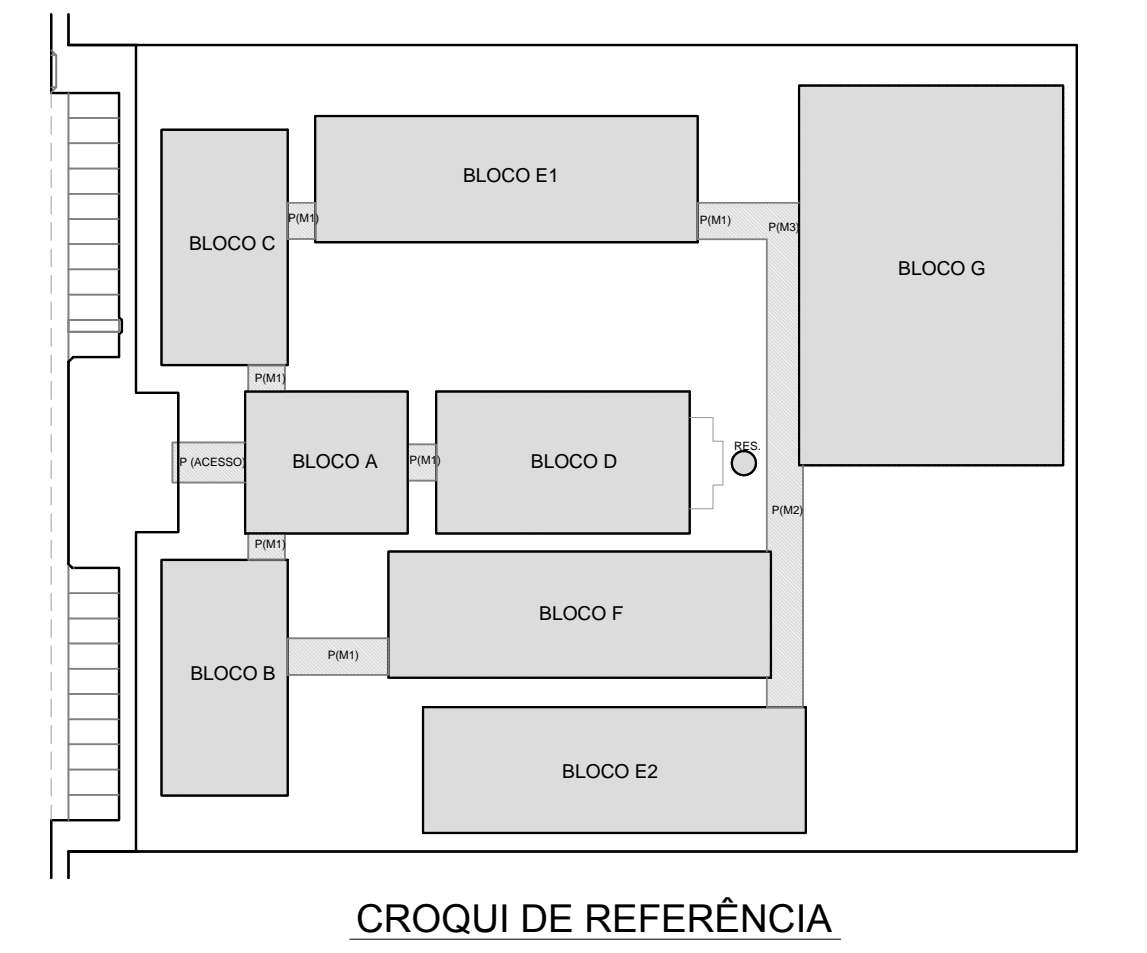 BLOCO E1
P(M1)
P(M1)
P(M3)
BLOCO C
BLOCO G
P(M1)
RES.
P (ACESSO)
BLOCO A
P(M1)
BLOCO D
P(M2)
P(M1)
BLOCO F
P(M1)
BLOCO B
BLOCO E2
CROQUI DE REFERÊNCIA